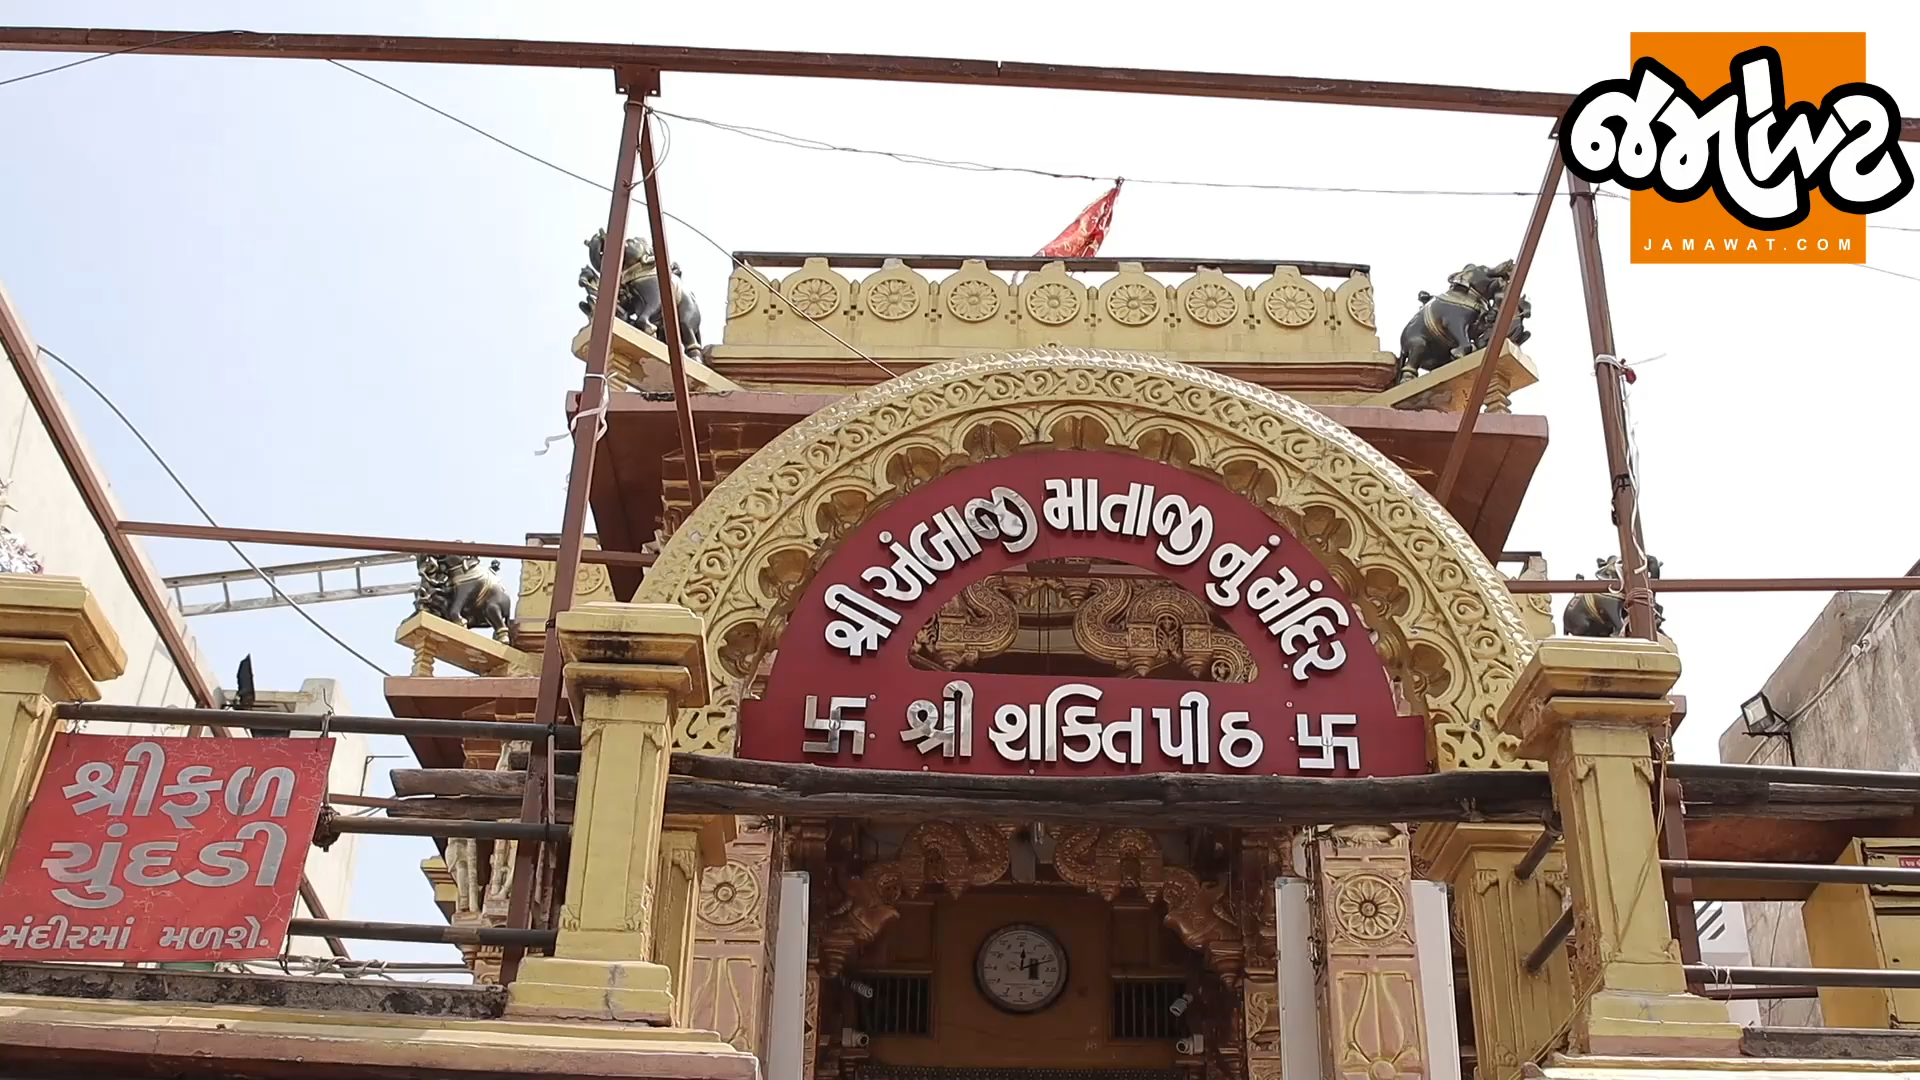 જમાવટ
JAMAWAT.COM
શ્રી અંબાજી માતાજી નું મંદિર
卐 શ્રી શક્તિપીઠ 卐
શ્રીફળ
ચુંદડી
મંદીરમાં મળશે.